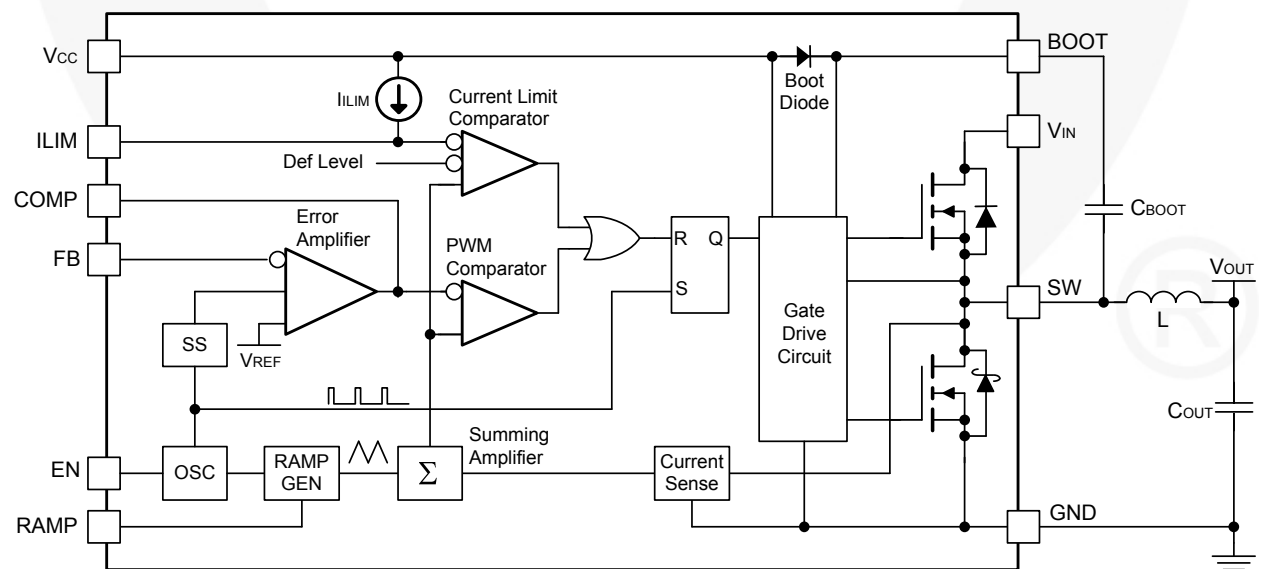 VCC
BOOT
Boot
Diode
IILIM
Current Limit
Comparator
VIN
ILIM
Def Level
COMP
CBOOT
Error
Amplifier
R
Q
FB
PWM
Comparator
VOUT
SW
S
Gate
Drive
Circuit
L
SS
VREF
®
COUT
Summing
Amplifier
EN
OSC
RAMP
GEN
Σ
Current
Sense
RAMP
GND